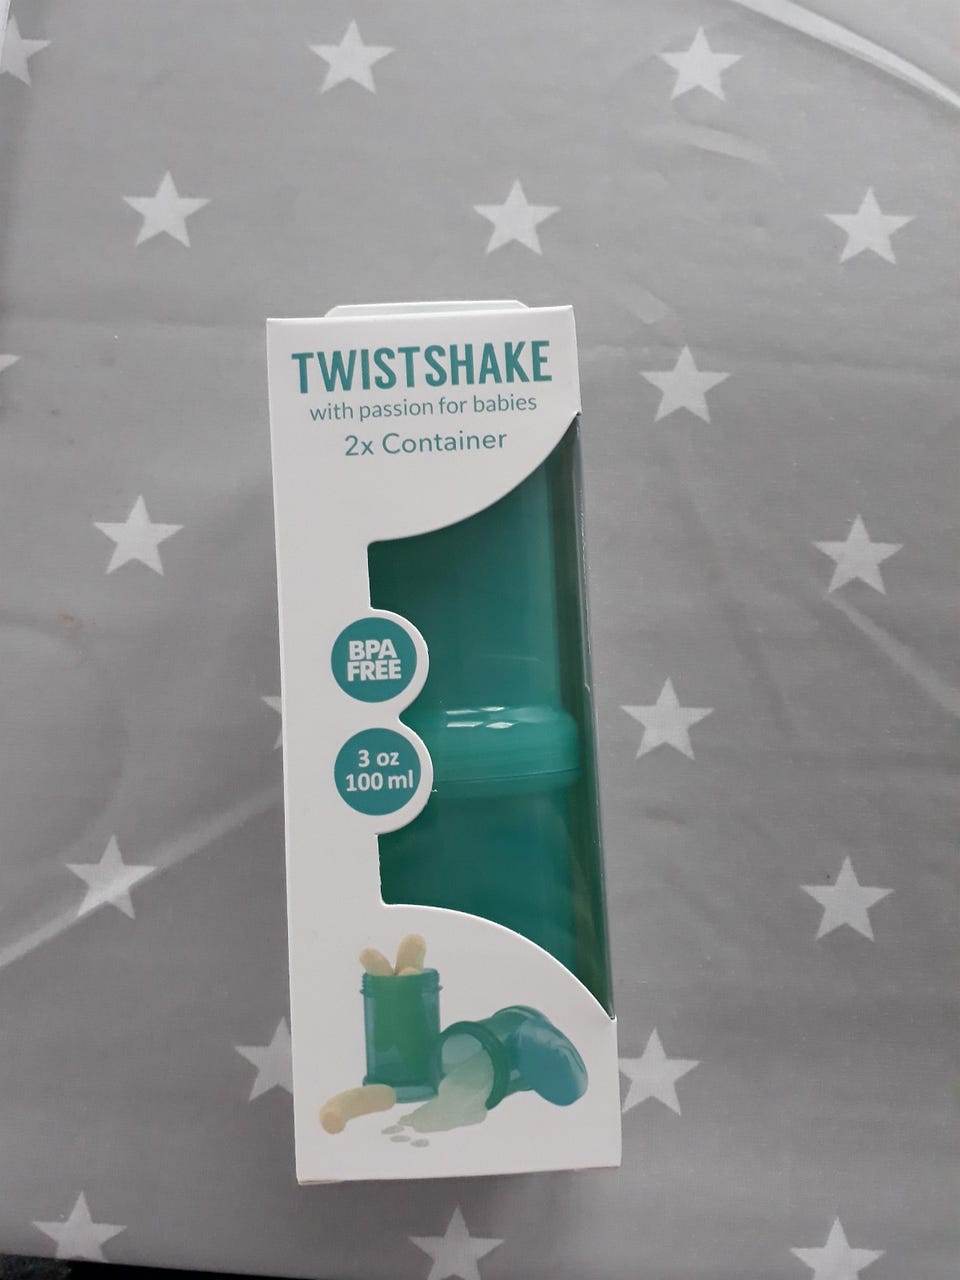 TWISTSHAKE
with passion for babies
2x Container
BPA
FREE
3 oz
100 ml